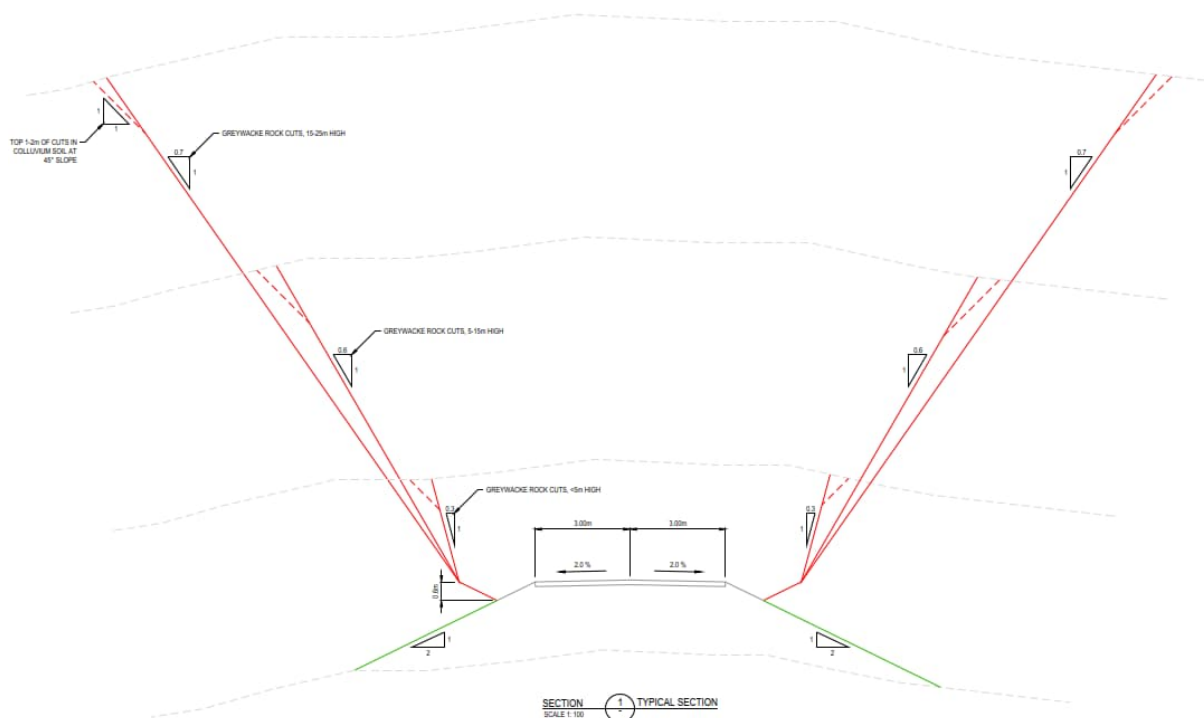 1
1
TOP 1-2m OF CUTS IN
COLLUVIUM SOIL AT
45° SLOPE
GREYWACKE ROCK CUTS, 15-25m HIGH
0.7
1
0.7
1
GREYWACKE ROCK CUTS, 5-15m HIGH
0.6
1
0.6
1
GREYWACKE ROCK CUTS, <5m HIGH
0.3
1
0.3
1
3.00m
3.00m
2.0 %
2.0 %
0.6m
1
2
1
2
SECTION
1
-
TYPICAL SECTION
SCALE 1: 100